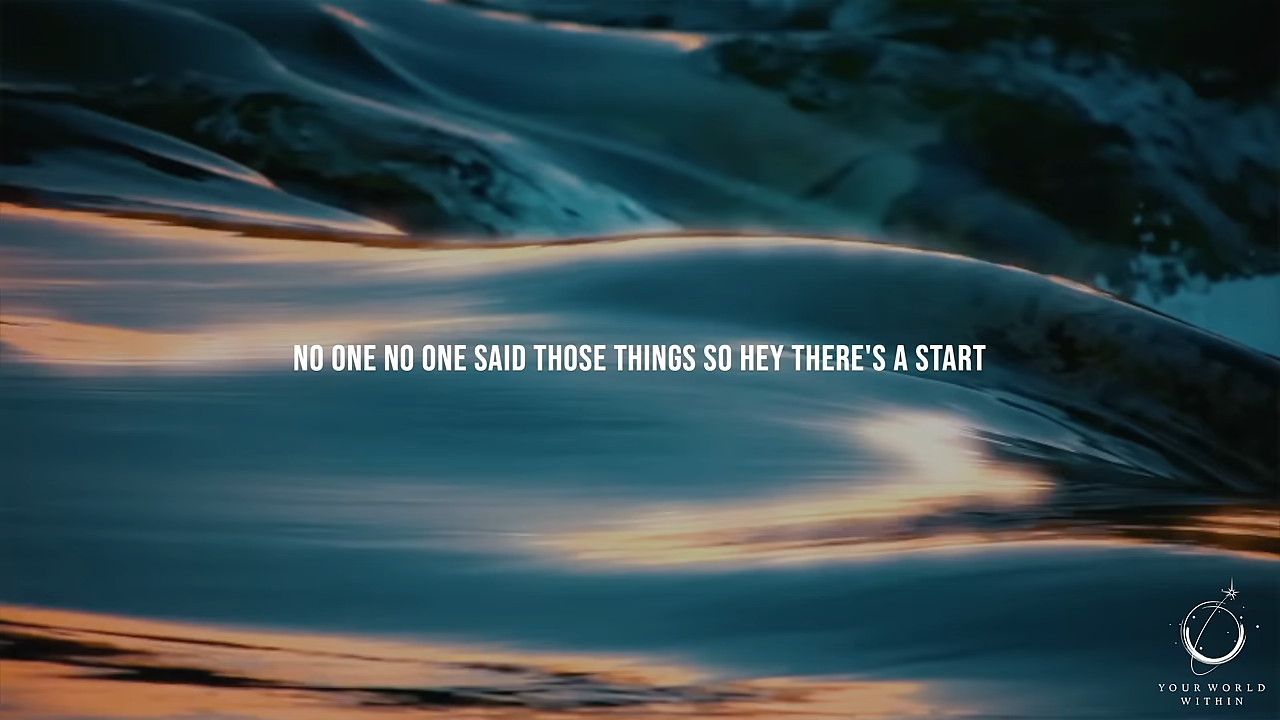 NO ONE NO ONE SAID THOSE THINGS SO HEY THERE'S A START
YOUR WORLD
WITHIN